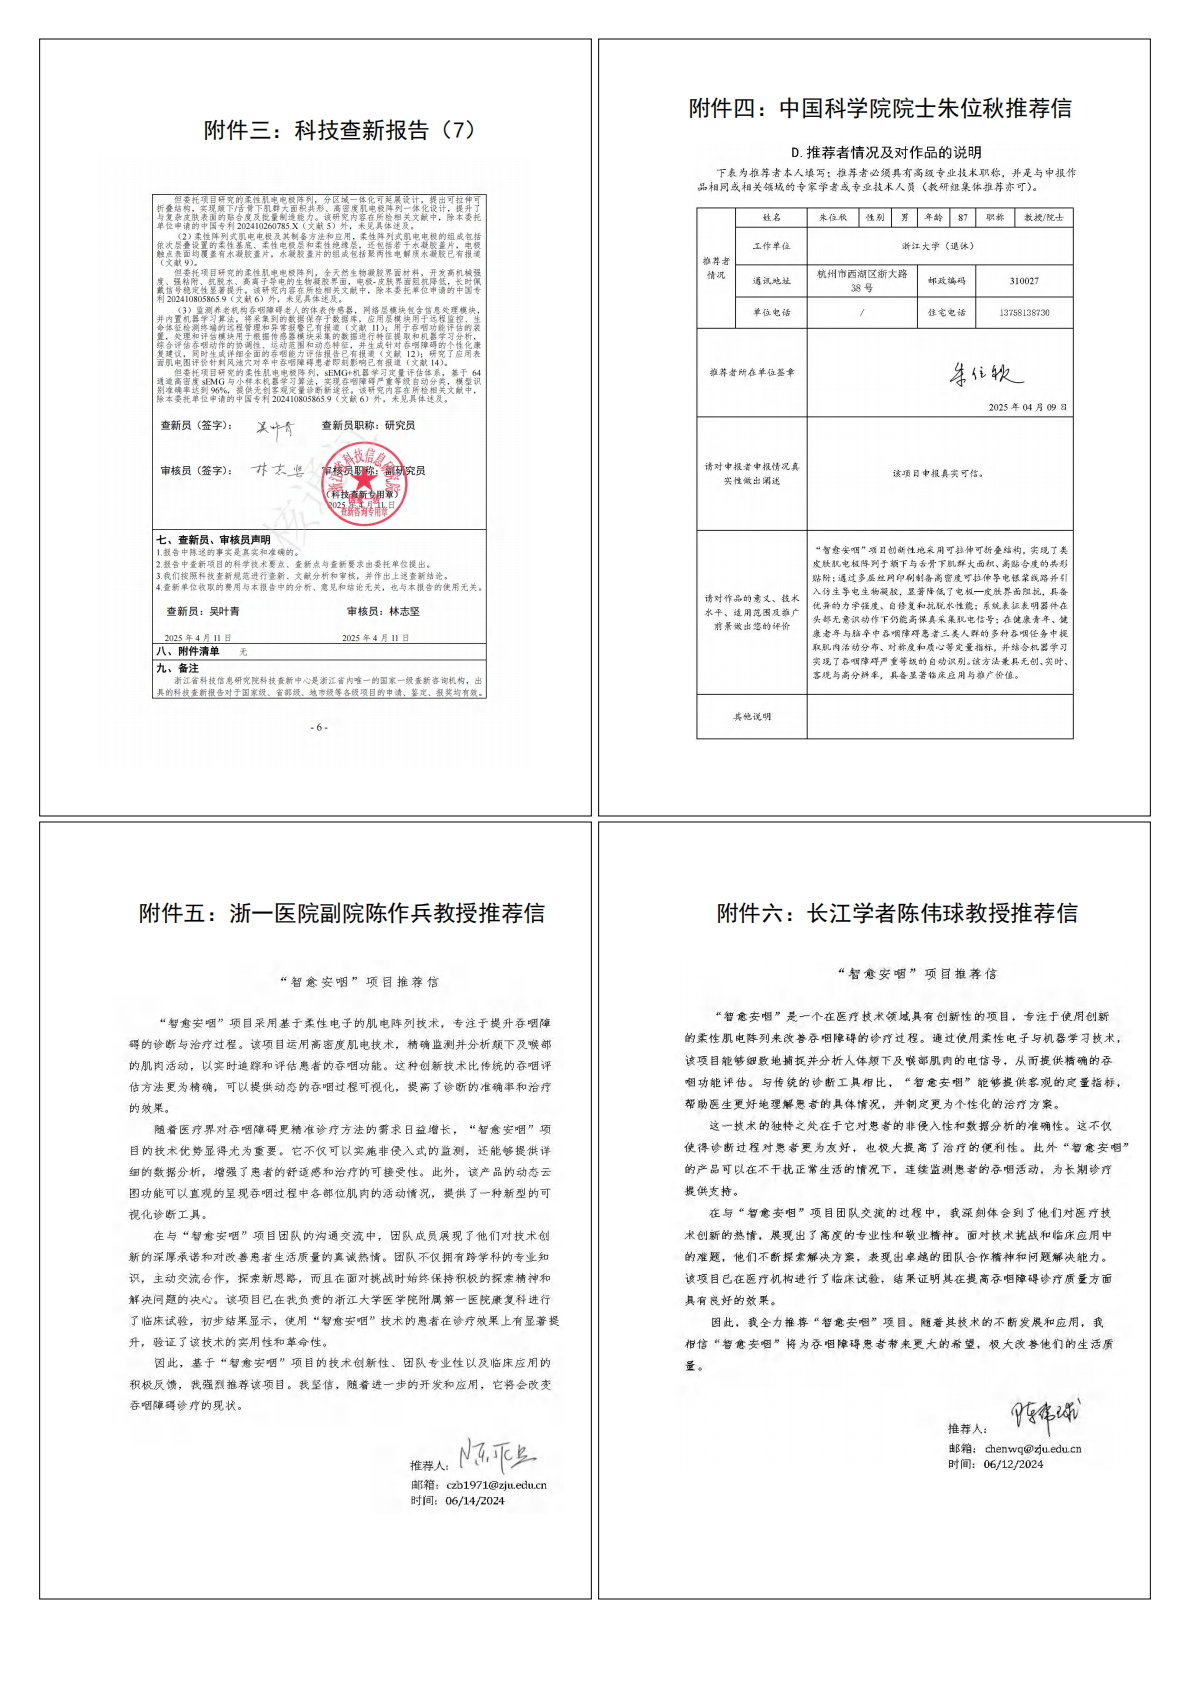 附件三：科技查新报告（7）
但委托项目研究的柔性肌电电极阵列，分区域一体化可延展设计，提出可拉伸可
折叠结构，实现颏下/舌骨下肌群大面积共形、高密度肌电极阵列一体化设计，提升了
与复杂皮肤表面的贴合度及批量制造能力。该研究内容在所检相关文献中，除本委托
单位申请的中国专利 202410260785.X（文献 5）外，未见具体述及。
（2）柔性阵列式肌电电极及其制备方法和应用，柔性阵列式肌电电极的组成包括
依次层叠设置的柔性基底、柔性电极层和柔性绝缘层，还包括若干水凝胶盖片，电极
触点表面均覆盖有水凝胶盖片，水凝胶盖片的组成包括聚两性电解质水凝胶已有报道
（文献 9）。
但委托项目研究的柔性肌电电极阵列，全天然生物凝胶界面材料，开发高机械强
度、强粘附、抗脱水、高离子导电的生物凝胶界面，电极-皮肤界面阻抗降低，长时佩
戴信号稳定性显著提升。该研究内容在所检相关文献中，除本委托单位申请的中国专
利 202410805865.9（文献 6）外，未见具体述及。
（3）监测养老机构吞咽障碍老人的体表传感器，网络层模块包含信息处理模块，
并内置机器学习算法，将采集到的数据保存于数据库，应用层模块用于远程监控、生
命体征检测终端的远程管理和异常报警已有报道（文献 11）；用于吞咽功能评估的装
置，处理和评估模块用于根据传感器模块采集的数据进行特征提取和机器学习分析，
综合评估吞咽动作的协调性、运动范围和动态特征，并生成针对吞咽障碍的个性化康
复建议，同时生成详细全面的吞咽能力评估报告已有报道（文献 12）；研究了应用表
面肌电图评价针刺风池穴对卒中吞咽障碍患者即刻影响已有报道（文献 14）。
但委托项目研究的柔性肌电电极阵列，sEMG+机器学习定量评估体系，基于 64
通道高密度 sEMG 与小样本机器学习算法，实现吞咽障碍严重等级自动分类，模型识
别准确率达到 96%，提供无创客观定量诊断新途径。该研究内容在所检相关文献中，
除本委托单位申请的中国专利 202410805865.9（文献 6）外，未见具体述及。
查新员（签字）： 吴叶青 查新员职称：研究员
审核员（签字）： 林志坚 审核员职称：副研究员
（科技查新专用章）
2025 年 4 月 11 日
浙江省科技信息研究院
查新咨询专用章
七、查新员、审核员声明
1.报告中陈述的事实是真实和准确的。
2.报告中查新项目的科学技术要点、查新点与查新要求由委托单位提出。
3.我们按照科技查新规范进行查新、文献分析和审核，并作出上述查新结论。
4.查新单位收取的费用与本报告中的分析、意见和结论无关，也与本报告的使用无关。
查新员：吴叶青 审核员：林志坚
2025 年 4 月 11 日 2025 年 4 月 11 日
八、附件清单 无
九、备注
浙江省科技信息研究院科技查新中心是浙江省内唯一的国家一级查新咨询机构，出
具的科技查新报告对于国家级、省部级、地市级等各级项目的申请、鉴定、报奖均有效。
- 6 -
附件四：中国科学院院士朱位秋推荐信
D.推荐者情况及对作品的说明
下表为推荐者本人填写；推荐者必须具有高级专业技术职称，并是与申报作
品相同或相关领域的专家学者或专业技术人员（教研组集体推荐亦可）。
推荐者
情况
姓名 朱位秋 性别 男 年龄 87 职称 教授/院士
工作单位 浙江大学（退休）
通讯地址 杭州市西湖区浙大路
38 号 邮政编码 310027
单位电话 / 住宅电话 13758138730
推荐者所在单位签章
朱位秋
2025 年 04 月 09 日
请对申报者申报情况真
实性做出阐述
该项目申报真实可信。
请对作品的意义、技术
水平、适用范围及推广
前景做出您的评价
“智愈安咽”项目创新性地采用可拉伸可折叠结构，实现了类
皮肤肌电极阵列于颏下与舌骨下肌群大面积、高贴合度的共形
贴附；通过多层丝网印刷制备高密度可拉伸导电银浆线路并引
入仿生导电生物凝胶，显著降低了电极—皮肤界面阻抗，具备
优异的力学强度、自修复和抗脱水性能；系统表征表明器件在
头部无意识动作下仍能高保真采集肌电信号；在健康青年、健
康老年与脑卒中吞咽障碍患者三类人群的多种吞咽任务中提
取肌肉活动分布、对称度和质心等定量指标，并结合机器学习
实现了吞咽障碍严重等级的自动识别。该方法兼具无创、实时、
客观与高分辨率，具备显著临床应用与推广价值。
其他说明
附件五：浙一医院副院陈作兵教授推荐信
“智愈安咽”项目推荐信
“智愈安咽”项目采用基于柔性电子的肌电阵列技术，专注于提升吞咽障
碍的诊断与治疗过程。该项目运用高密度肌电技术，精确监测并分析颏下及喉部
的肌肉活动，以实时追踪和评估患者的吞咽功能。这种创新技术比传统的吞咽评
估方法更为精确，可以提供动态的吞咽过程可视化，提高了诊断的准确率和治疗
的效果。
随着医疗界对吞咽障碍更精准诊疗方法的需求日益增长，“智愈安咽”项
目的技术优势显得尤为重要。它不仅可以实施非侵入式的监测，还能够提供详
细的数据分析，增强了患者的舒适感和治疗的可接受性。此外，该产品的动态云
图功能可以直观的呈现吞咽过程中各部位肌肉的活动情况，提供了一种新型的可
视化诊断工具。
在与“智愈安咽”项目团队的沟通交流中，团队成员展现了他们对技术创
新的深厚承诺和对改善患者生活质量的真诚热情。团队不仅拥有跨学科的专业知
识，主动交流合作，探索新思路，而且在面对挑战时始终保持积极的探索精神和
解决问题的决心。该项目已在我负责的浙江大学医学院附属第一医院康复科进行
了临床试验，初步结果显示，使用“智愈安咽”技术的患者在诊疗效果上有显著提
升，验证了该技术的实用性和革命性。
因此，基于“智愈安咽”项目的技术创新性、团队专业性以及临床应用的
积极反馈，我强烈推荐该项目。我坚信，随着进一步的开发和应用，它将会改变
吞咽障碍诊疗的现状。
推荐人： 陈作兵
邮箱：czb1971@zju.edu.cn
时间：06/14/2024
附件六：长江学者陈伟球教授推荐信
“智愈安咽”项目推荐信
“智愈安咽”是一个在医疗技术领域具有创新性的项目，专注于使用创新
的柔性肌电阵列来改善吞咽障碍的诊疗过程。通过使用柔性电子与机器学习技术，
该项目能够细致地捕捉并分析人体颏下及喉部肌肉的电信号，从而提供精确的吞
咽功能评估。与传统的诊断工具相比，“智愈安咽”能够提供客观的定量指标，
帮助医生更好地理解患者的具体情况，并制定更为个性化的治疗方案。
这一技术的独特之处在于它对患者的非侵入性和数据分析的准确性。这不仅
使得诊断过程对患者更为友好，也极大提高了治疗的便利性。此外“智愈安咽”
的产品可以在不干扰正常生活的情况下，连续监测患者的吞咽活动，为长期诊疗
提供支持。
在与“智愈安咽”项目团队交流的过程中，我深刻体会到了他们对医疗技
术创新的热情，展现出了高度的专业性和敬业精神。面对技术挑战和临床应用中
的难题，他们不断探索解决方案，表现出卓越的团队合作精神和问题解决能力。
该项目已在医疗机构进行了临床试验，结果证明其在提高吞咽障碍诊疗质量方面
具有良好的效果。
因此，我全力推荐“智愈安咽”项目。随着其技术的不断发展和应用，我
相信“智愈安咽”将为吞咽障碍患者带来更大的希望，极大改善他们的生活质
量。
推荐人： 陈伟球
邮箱：chenwq@zju.edu.cn
时间：06/12/2024